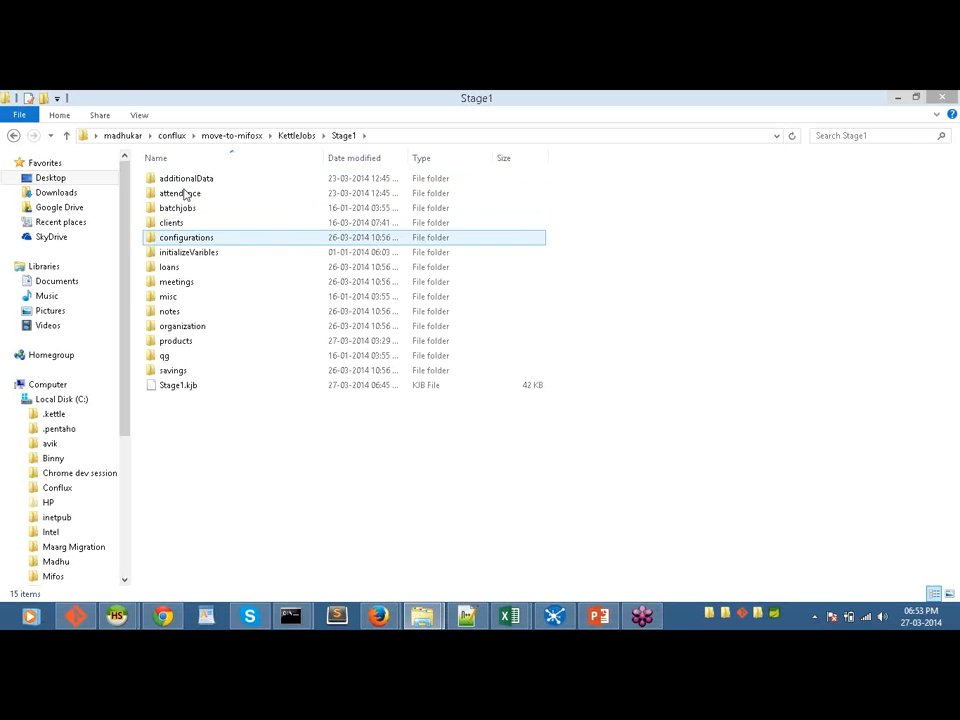 Stage1
File Home Share View
madhukar conflux move-to-mifosx KettleJobs Stage1 Search Stage1
Name Date modified Type Size
Favorites
Desktop
Downloads
Google Drive
Recent places
SkyDrive
Libraries
Documents
Music
Pictures
Videos
Homegroup
Computer
Local Disk (C:)
.kettle
.pentaho
avik
Binny
Chrome dev session
Conflux
HP
inetpub
Intel
Maarg Migration
Madhu
Mifos
additionalData 23-03-2014 12:45 ... File folder
attendance 23-03-2014 12:45 ... File folder
batchjobs 16-01-2014 03:55 ... File folder
clients 16-03-2014 07:41 ... File folder
configurations 26-03-2014 10:56 ... File folder
initializeVaribles 01-01-2014 06:03 ... File folder
loans 26-03-2014 10:56 ... File folder
meetings 26-03-2014 10:56 ... File folder
misc 16-01-2014 03:55 ... File folder
notes 26-03-2014 10:56 ... File folder
organization 26-03-2014 10:56 ... File folder
products 27-03-2014 03:29 ... File folder
qg 16-01-2014 03:55 ... File folder
savings 26-03-2014 10:56 ... File folder
Stage1.kjb 27-03-2014 06:45 ... KJB File 42 KB
15 items
06:53 PM
27-03-2014